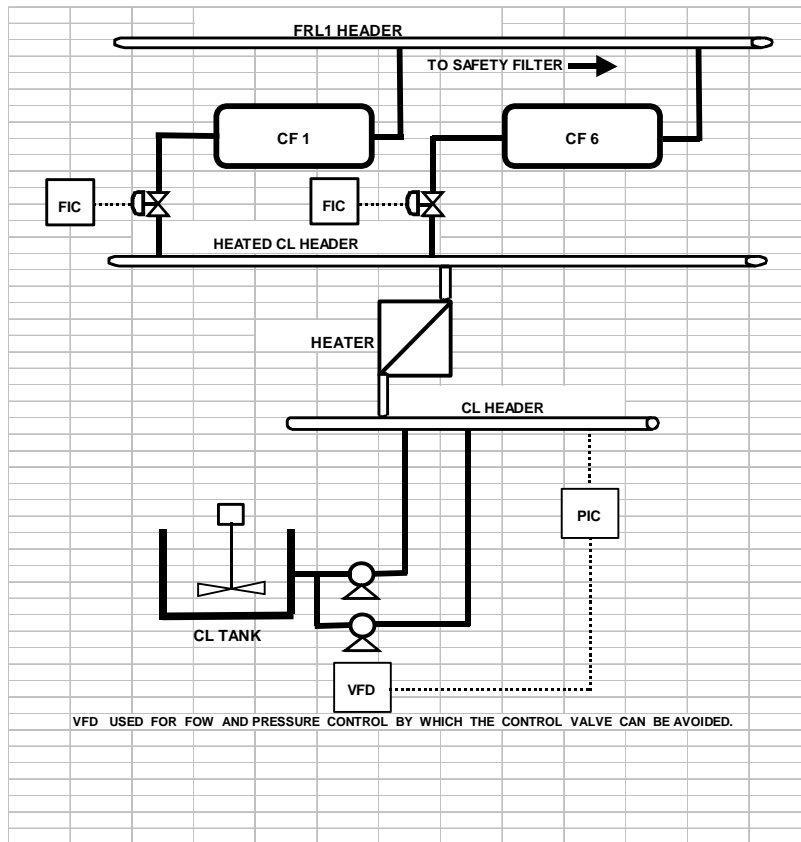 FRL1 HEADER
TO SAFETY FILTER
CF 1
CF 6
FIC
FIC
HEATED CL HEADER
HEATER
CL HEADER
PIC
CL TANK
VFD
VFD USED FOR FOW AND PRESSURE CONTROL BY WHICH THE CONTROL VALVE CAN BE AVOIDED.